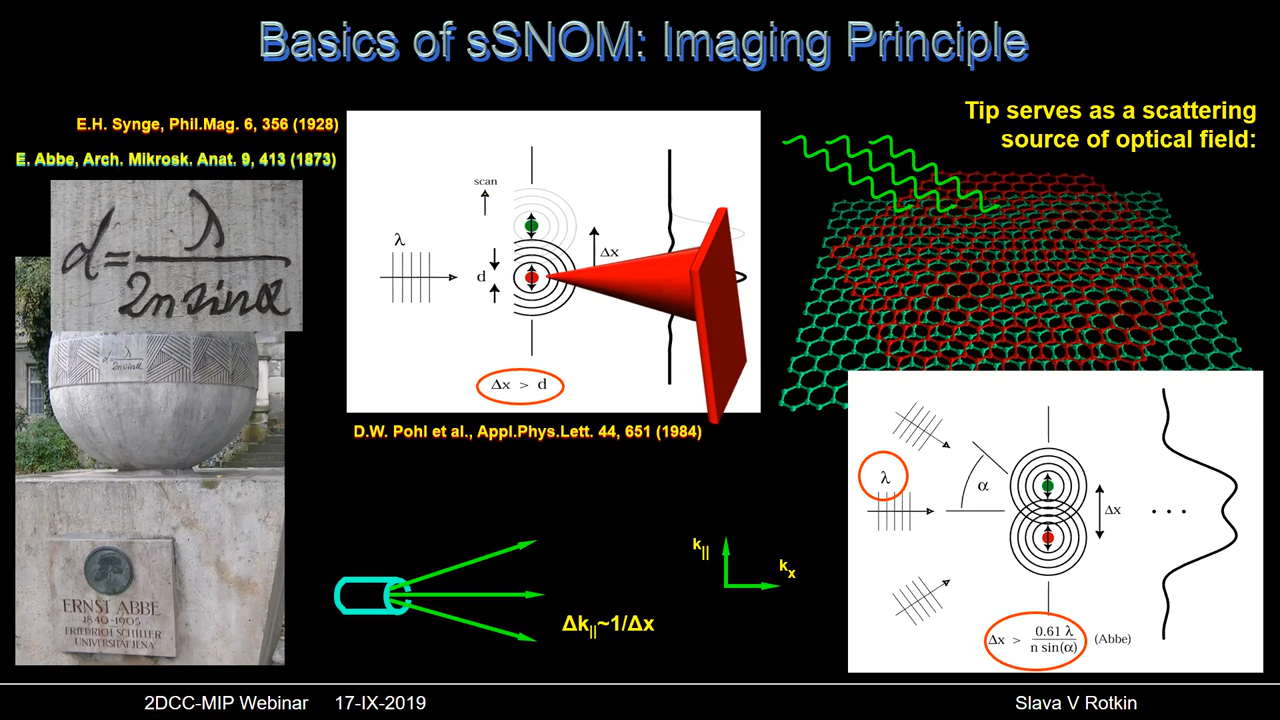 Basics of sSNOM: Imaging Principle
E.H. Synge, Phil.Mag. 6, 356 (1928)
E. Abbe, Arch. Mikrosk. Anat. 9, 413 (1873)
d = λ / 2n sin α
d = λ / 2n sin α
ERNST ABBE
1840-1905
FRIEDRICH SCHILLER
UNIVERSITÄT JENA
scan
λ
d
Δx
Δx > d
D.W. Pohl et al., Appl.Phys.Lett. 44, 651 (1984)
Δk||~1/Δx
k||
kx
Tip serves as a scattering
source of optical field:
λ
α
Δx
. . .
Δx > 0.61 λ / n sin(α) (Abbe)
2DCC-MIP Webinar 17-IX-2019
Slava V Rotkin